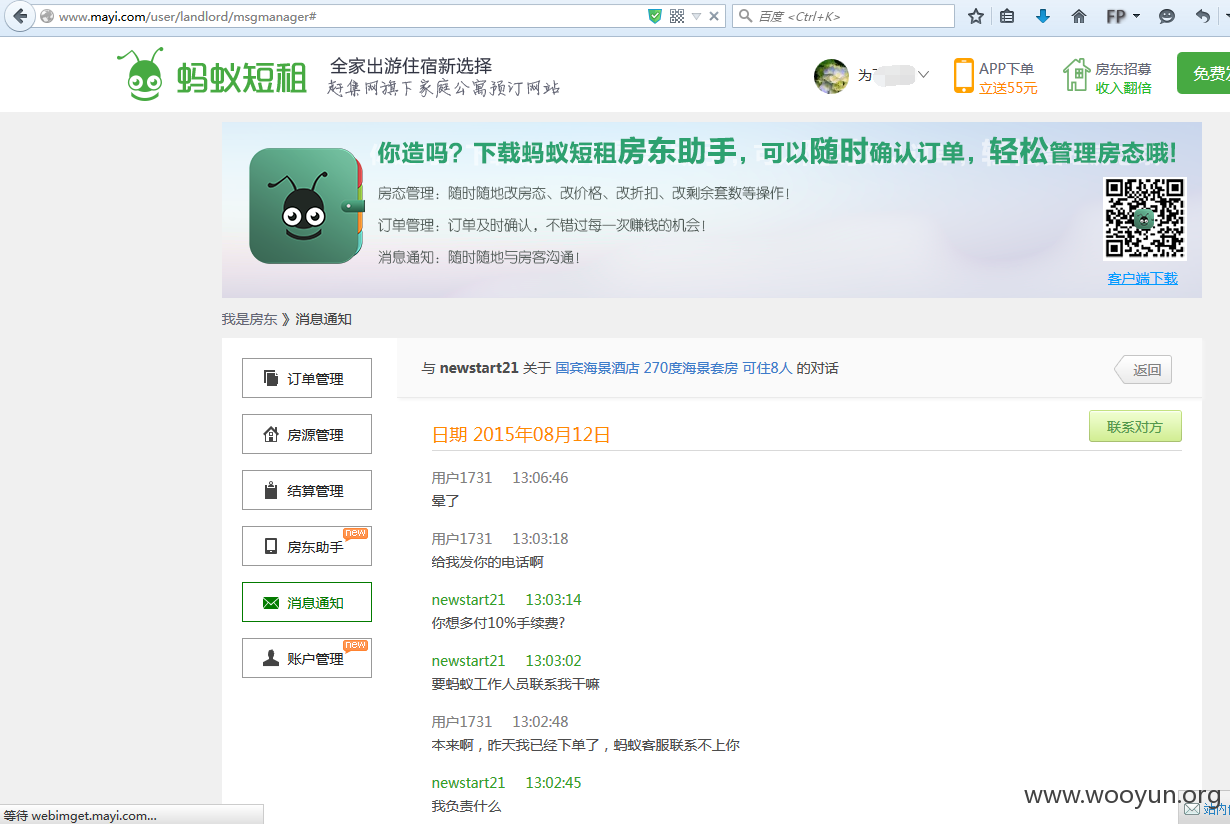 www.mayi.com/user/landlord/msgmanager#
百度 <Ctrl+K>
FP
蚂蚁短租
全家出游住宿新选择
赶集网旗下家庭公寓预订网站
为了
APP下单
立送55元
房东招募
收入翻倍
免费发
你造吗？下载蚂蚁短租房东助手，可以随时确认订单，轻松管理房态哦！
房态管理：随时随地改房态、改价格、改折扣、改剩余套数等操作！
订单管理：订单及时确认，不错过每一次赚钱的机会！
消息通知：随时随地与房客沟通！
客户端下载
我是房东 》消息通知
订单管理
房源管理
结算管理
房东助手 new
消息通知
账户管理 new
与 newstart21 关于 国宾海景酒店 270度海景套房 可住8人 的对话
返回
日期 2015年08月12日
联系对方
用户1731 13:06:46
晕了
用户1731 13:03:18
给我发你的电话啊
newstart21 13:03:14
你想多付10%手续费?
newstart21 13:03:02
要蚂蚁工作人员联系我干嘛
用户1731 13:02:48
本来啊，昨天我已经下单了，蚂蚁客服联系不上你
newstart21 13:02:45
我负责什么
www.wooyun.org
等待 webimget.mayi.com...
站内